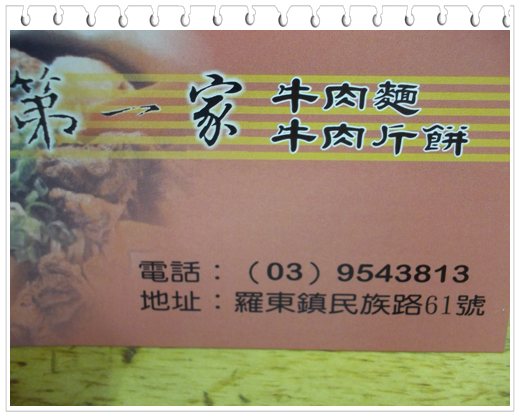 第一家
牛肉麵
牛肉斤餅
電話：（03）9543813
地址：羅東鎮民族路61號